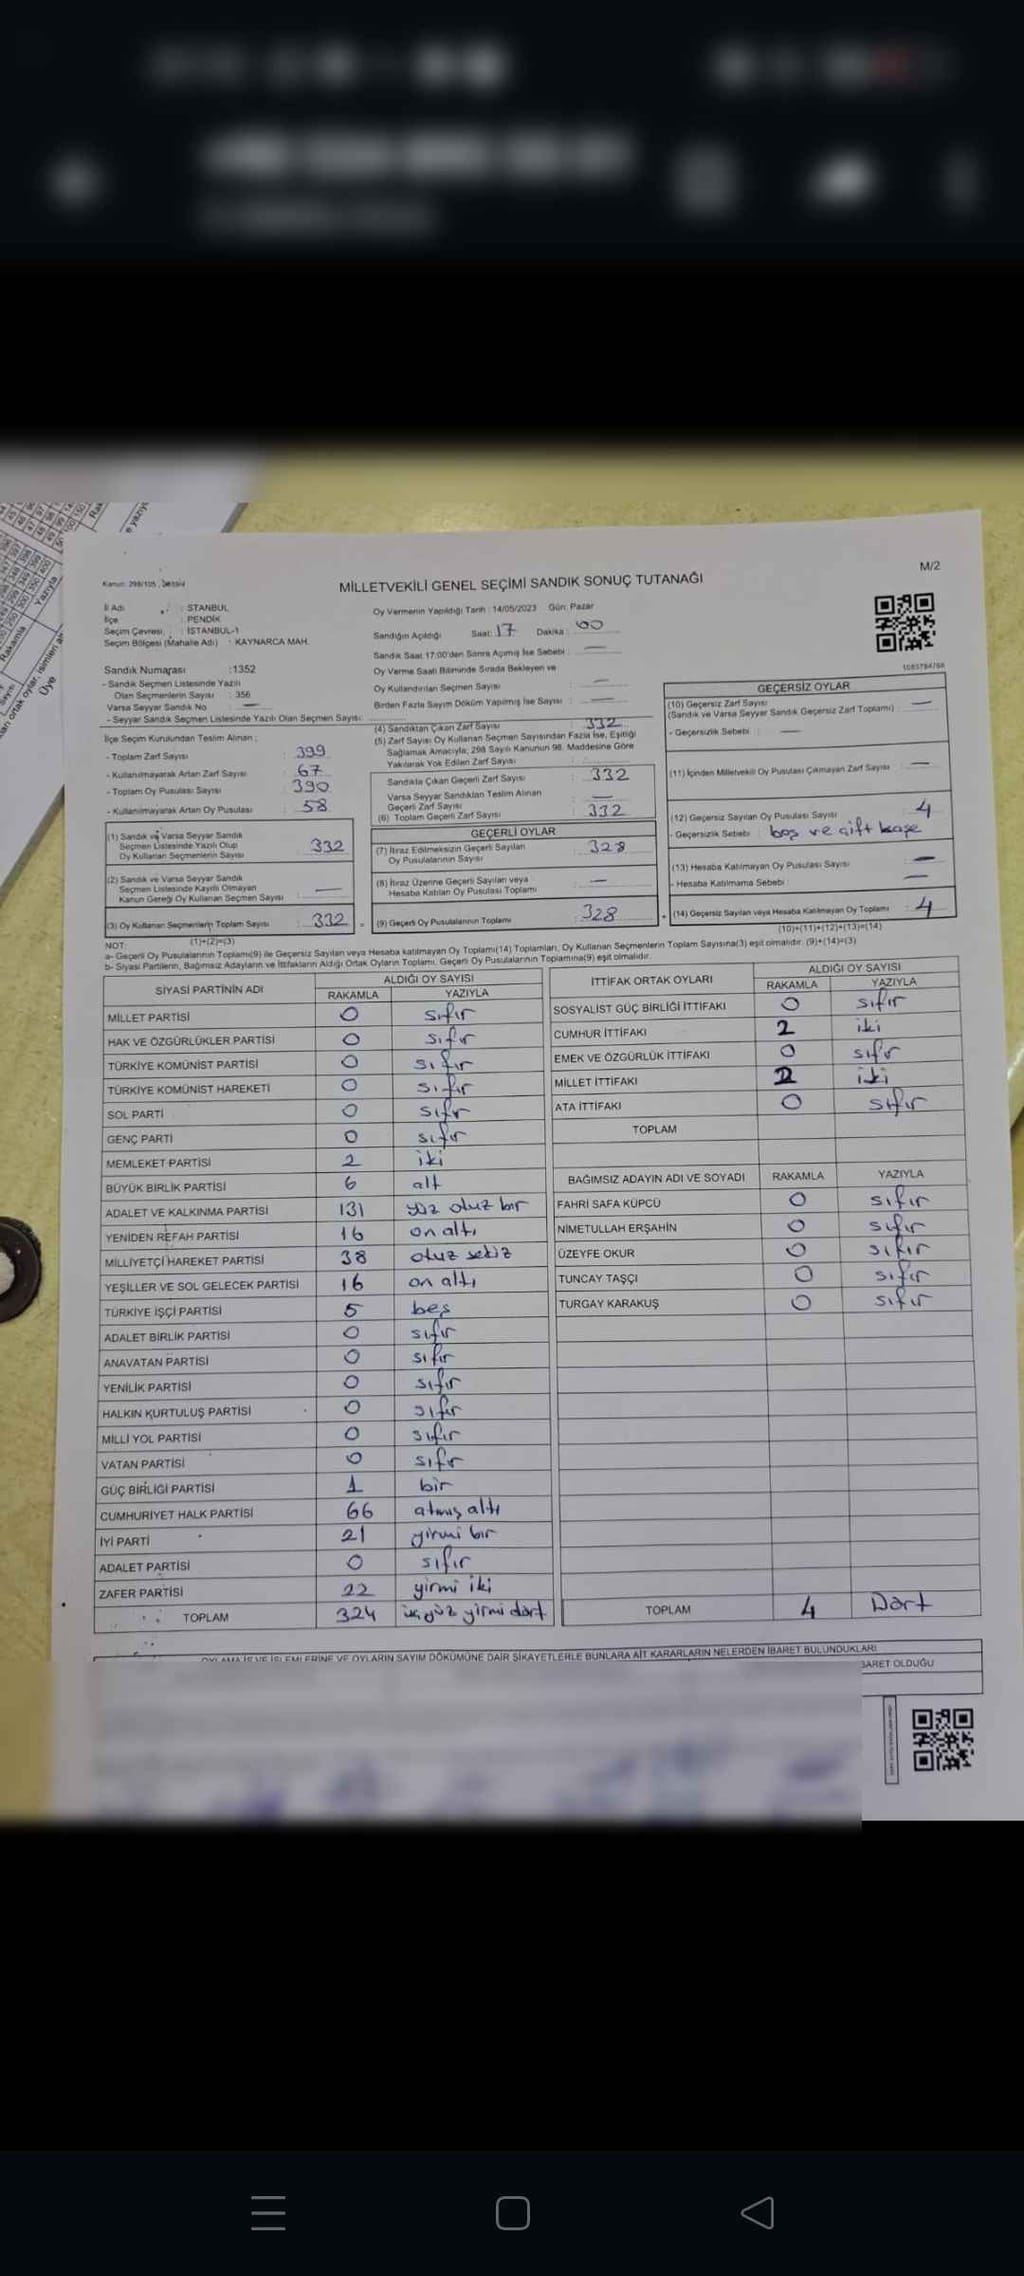 M/2
Kanun: 298/105
MİLLETVEKİLİ GENEL SEÇİMİ SANDIK SONUÇ TUTANAĞI
İl Adı : İSTANBUL
İlçe : PENDİK
Seçim Çevresi : İSTANBUL-1
Seçim Bölgesi (Mahalle Adı) : KAYNARCA MAH.
Sandık Numarası :1352
- Sandık Seçmen Listesinde Yazılı
Olan Seçmenlerin Sayısı : 356
Varsa Seyyar Sandık No : —
- Seyyar Sandık Seçmen Listesinde Yazılı Olan Seçmen Sayısı:
Oy Vermenin Yapıldığı Tarih : 14/05/2023 Gün: Pazar
Sandığın Açıldığı Saat: 17 Dakika : 00
Sandık Saat 17:00'den Sonra Açımış İse Sebebi : —
Oy Verme Saati Bitiminde Sırada Bekleyen ve
Oy Kullandırılan Seçmen Sayısı : —
Birden Fazla Sayım Döküm Yapılmış İse Sayısı : —
İlçe Seçim Kurulundan Teslim Alınan ;
- Toplam Zarf Sayısı : 399
- Kullanılmayarak Artan Zarf Sayısı : 67
- Toplam Oy Pusulası Sayısı : 390
- Kullanılmayarak Artan Oy Pusulası : 58
(1) Sandık ve Varsa Seyyar Sandık
Seçmen Listesinde Yazılı Olup
Oy Kullanan Seçmenlerin Sayısı : 332
(2) Sandık ve Varsa Seyyar Sandık
Seçmen Listesinde Kayıtlı Olmayan
Kanun Gereği Oy Kullanan Seçmen Sayısı : —
(3) Oy Kullanan Seçmenlerin Toplam Sayısı : 332
(1)+(2)=(3)
(4) Sandıktan Çıkan Zarf Sayısı : 332
(5) Zarf Sayısı Oy Kullanan Seçmen Sayısından Fazla İse, Eşitliği
Sağlamak Amacıyla; 298 Sayılı Kanunun 98. Maddesine Göre
Yakılarak Yok Edilen Zarf Sayısı :
Sandıkta Çıkan Geçerli Zarf Sayısı : 332
Varsa Seyyar Sandıktan Teslim Alınan
Geçerli Zarf Sayısı : —
(6) Toplam Geçerli Zarf Sayısı : 332
GEÇERLİ OYLAR
(7) İtiraz Edilmeksizin Geçerli Sayılan
Oy Pusulalarının Sayısı : 328
(8) İtiraz Üzerine Geçerli Sayılan veya
Hesaba Katılan Oy Pusulası Toplamı : —
(9) Geçerli Oy Pusulalarının Toplamı : 328
1083784768
GEÇERSİZ OYLAR
(10) Geçersiz Zarf Sayısı
(Sandık ve Varsa Seyyar Sandık Geçersiz Zarf Toplamı) : —
- Geçersizlik Sebebi : —
(11) İçinden Milletvekili Oy Pusulası Çıkmayan Zarf Sayısı : —
(12) Geçersiz Sayılan Oy Pusulası Sayısı : 4
- Geçersizlik Sebebi : boş ve çift kaşe
(13) Hesaba Katılmayan Oy Pusulası Sayısı : —
- Hesaba Katılmama Sebebi : —
(14) Geçersiz Sayılan veya Hesaba Katılmayan Oy Toplamı : 4
(10)+(11)+(12)+(13)=(14)
NOT:
a- Geçerli Oy Pusulalarının Toplamı(9) ile Geçersiz Sayılan veya Hesaba katılmayan Oy Toplamı(14) Toplamları, Oy Kullanan Seçmenlerin Toplam Sayısına(3) eşit olmalıdır. (9)+(14)=(3)
b- Siyasi Partilerin, Bağımsız Adayların ve İttifakların Aldığı Ortak Oyların Toplamı, Geçerli Oy Pusulalarının Toplamına(9) eşit olmalıdır.
SİYASİ PARTİNİN ADI ALDIĞI OY SAYISI
RAKAMLA YAZIYLA
MİLLET PARTİSİ 0 sıfır
HAK VE ÖZGÜRLÜKLER PARTİSİ 0 sıfır
TÜRKİYE KOMÜNİST PARTİSİ 0 sıfır
TÜRKİYE KOMÜNİST HAREKETİ 0 sıfır
SOL PARTİ 0 sıfır
GENÇ PARTİ 0 sıfır
MEMLEKET PARTİSİ 2 iki
BÜYÜK BİRLİK PARTİSİ 6 altı
ADALET VE KALKINMA PARTİSİ 131 yüz otuz bir
YENİDEN REFAH PARTİSİ 16 on altı
MİLLİYETÇİ HAREKET PARTİSİ 38 otuz sekiz
YEŞİLLER VE SOL GELECEK PARTİSİ 16 on altı
TÜRKİYE İŞÇİ PARTİSİ 5 beş
ADALET BİRLİK PARTİSİ 0 sıfır
ANAVATAN PARTİSİ 0 sıfır
YENİLİK PARTİSİ 0 sıfır
HALKIN KURTULUŞ PARTİSİ 0 sıfır
MİLLİ YOL PARTİSİ 0 sıfır
VATAN PARTİSİ 0 sıfır
GÜÇ BİRLİĞİ PARTİSİ 1 bir
CUMHURİYET HALK PARTİSİ 66 atmış altı
İYİ PARTİ 21 yirmi bir
ADALET PARTİSİ 0 sıfır
ZAFER PARTİSİ 22 yirmi iki
TOPLAM 324 üçyüz yirmi dört
İTTİFAK ORTAK OYLARI ALDIĞI OY SAYISI
RAKAMLA YAZIYLA
SOSYALİST GÜÇ BİRLİĞİ İTTİFAKI 0 sıfır
CUMHUR İTTİFAKI 2 iki
EMEK VE ÖZGÜRLÜK İTTİFAKI 0 sıfır
MİLLET İTTİFAKI 2 iki
ATA İTTİFAKI 0 sıfır
TOPLAM
BAĞIMSIZ ADAYIN ADI VE SOYADI RAKAMLA YAZIYLA
FAHRİ SAFA KÜPCÜ 0 sıfır
NİMETULLAH ERŞAHİN 0 sıfır
ÜZEYFE OKUR 0 sıfır
TUNCAY TAŞÇI 0 sıfır
TURGAY KARAKUŞ 0 sıfır
TOPLAM 4 Dört
OYLAMA İŞ VE İŞLEMLERİNE VE OYLARIN SAYIM DÖKÜMÜNE DAİR ŞİKAYETLERLE BUNLARA AİT KARARLARIN NELERDEN İBARET BULUNDUKLARI
BARET OLDUĞU